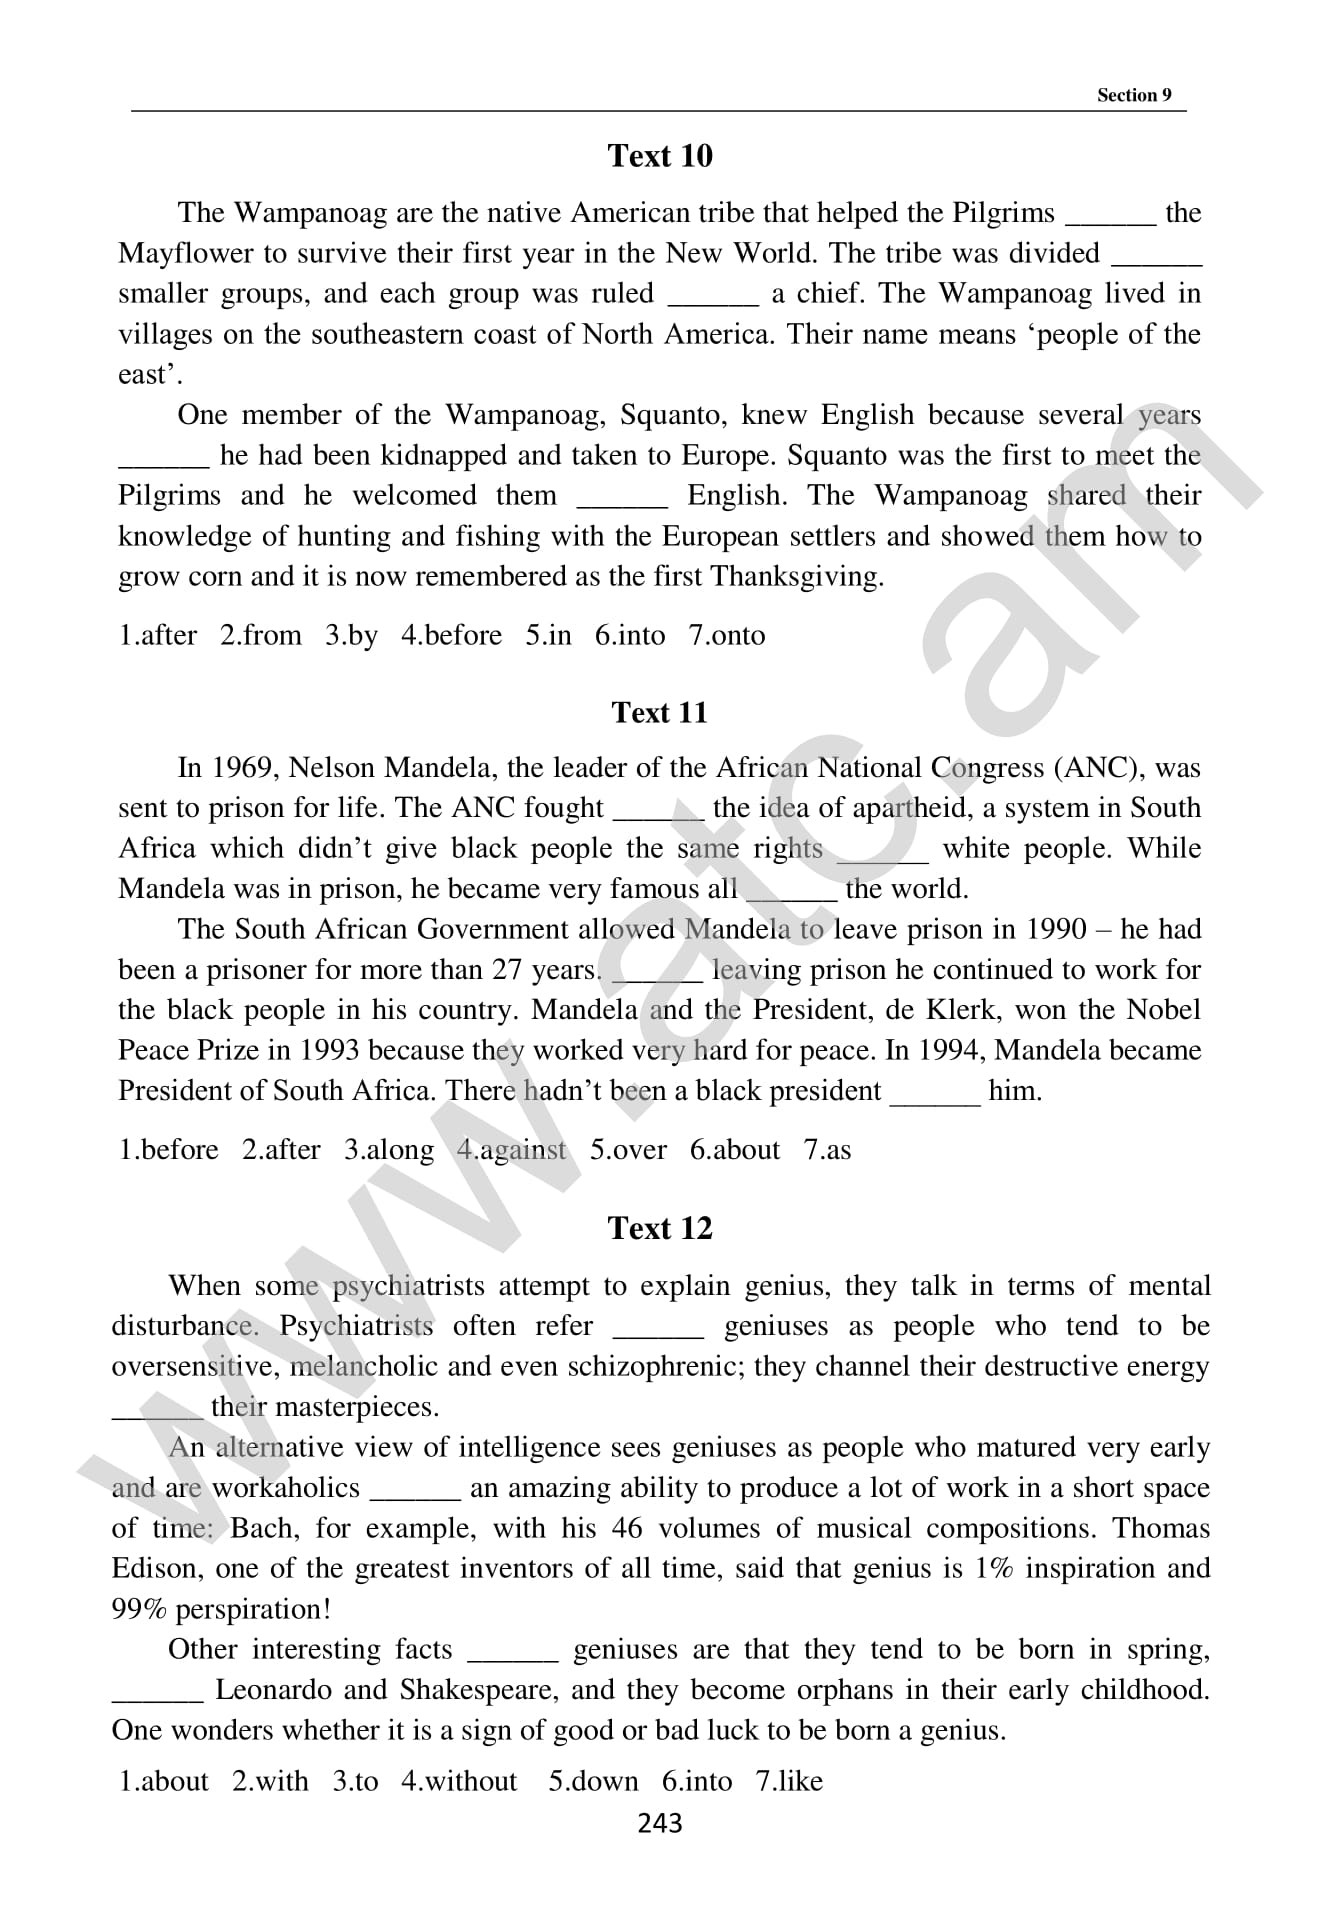 Section 9
Text 10
The Wampanoag are the native American tribe that helped the Pilgrims ______ the
Mayflower to survive their first year in the New World. The tribe was divided ______
smaller groups, and each group was ruled ______ a chief. The Wampanoag lived in
villages on the southeastern coast of North America. Their name means ‘people of the
east’.
One member of the Wampanoag, Squanto, knew English because several years
______ he had been kidnapped and taken to Europe. Squanto was the first to meet the
Pilgrims and he welcomed them ______ English. The Wampanoag shared their
knowledge of hunting and fishing with the European settlers and showed them how to
grow corn and it is now remembered as the first Thanksgiving.
1.after 2.from 3.by 4.before 5.in 6.into 7.onto
Text 11
In 1969, Nelson Mandela, the leader of the African National Congress (ANC), was
sent to prison for life. The ANC fought ______ the idea of apartheid, a system in South
Africa which didn’t give black people the same rights ______ white people. While
Mandela was in prison, he became very famous all ______ the world.
The South African Government allowed Mandela to leave prison in 1990 – he had
been a prisoner for more than 27 years. ______ leaving prison he continued to work for
the black people in his country. Mandela and the President, de Klerk, won the Nobel
Peace Prize in 1993 because they worked very hard for peace. In 1994, Mandela became
President of South Africa. There hadn’t been a black president ______ him.
1.before 2.after 3.along 4.against 5.over 6.about 7.as
Text 12
When some psychiatrists attempt to explain genius, they talk in terms of mental
disturbance. Psychiatrists often refer ______ geniuses as people who tend to be
oversensitive, melancholic and even schizophrenic; they channel their destructive energy
______ their masterpieces.
An alternative view of intelligence sees geniuses as people who matured very early
and are workaholics ______ an amazing ability to produce a lot of work in a short space
of time: Bach, for example, with his 46 volumes of musical compositions. Thomas
Edison, one of the greatest inventors of all time, said that genius is 1% inspiration and
99% perspiration!
Other interesting facts ______ geniuses are that they tend to be born in spring,
______ Leonardo and Shakespeare, and they become orphans in their early childhood.
One wonders whether it is a sign of good or bad luck to be born a genius.
1.about 2.with 3.to 4.without 5.down 6.into 7.like
243
www.atc.am